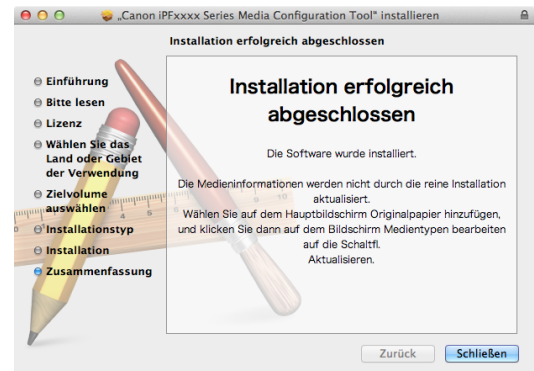 „Canon iPFxxxx Series Media Configuration Tool" installieren
Installation erfolgreich abgeschlossen
Einführung
Bitte lesen
Lizenz
Wählen Sie das
Land oder Gebiet
der Verwendung
Zielvolume
auswählen
Installationstyp
Installation
Zusammenfassung
Installation erfolgreich
abgeschlossen
Die Software wurde installiert.
Die Medieninformationen werden nicht durch die reine Installation
aktualisiert.
Wählen Sie auf dem Hauptbildschirm Originalpapier hinzufügen,
und klicken Sie dann auf dem Bildschirm Medientypen bearbeiten
auf die Schaltfl.
Aktualisieren.
Zurück
Schließen